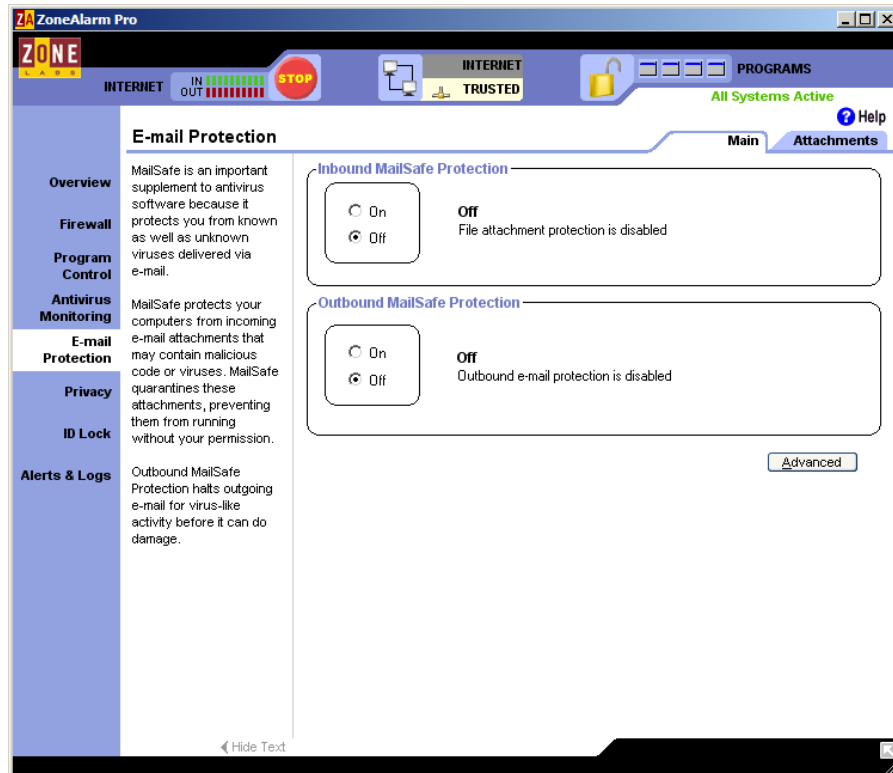 ZA ZoneAlarm Pro
ZONE
LABS
INTERNET
IN
OUT
STOP
INTERNET
TRUSTED
PROGRAMS
All Systems Active
? Help
E-mail Protection
Main
Attachments
Overview
Firewall
Program
Control
Antivirus
Monitoring
E-mail
Protection
Privacy
ID Lock
Alerts & Logs
MailSafe is an important
supplement to antivirus
software because it
protects you from known
as well as unknown
viruses delivered via
e-mail.
MailSafe protects your
computers from incoming
e-mail attachments that
may contain malicious
code or viruses. MailSafe
quarantines these
attachments, preventing
them from running
without your permission.
Outbound MailSafe
Protection halts outgoing
e-mail for virus-like
activity before it can do
damage.
Inbound MailSafe Protection
On
Off
Off
File attachment protection is disabled
Outbound MailSafe Protection
On
Off
Off
Outbound e-mail protection is disabled
Advanced
Hide Text